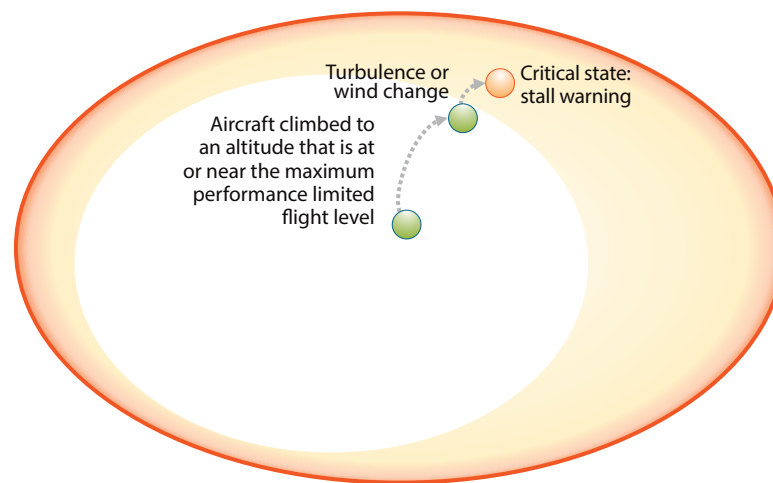 Turbulence or
wind change
Critical state:
stall warning
Aircraft climbed to
an altitude that is at
or near the maximum
performance limited
flight level